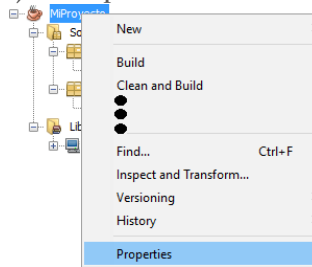 MiProyecto
So
New
Build
Clean and Build
Lib
Find... Ctrl+F
Inspect and Transform...
Versioning
History
Properties